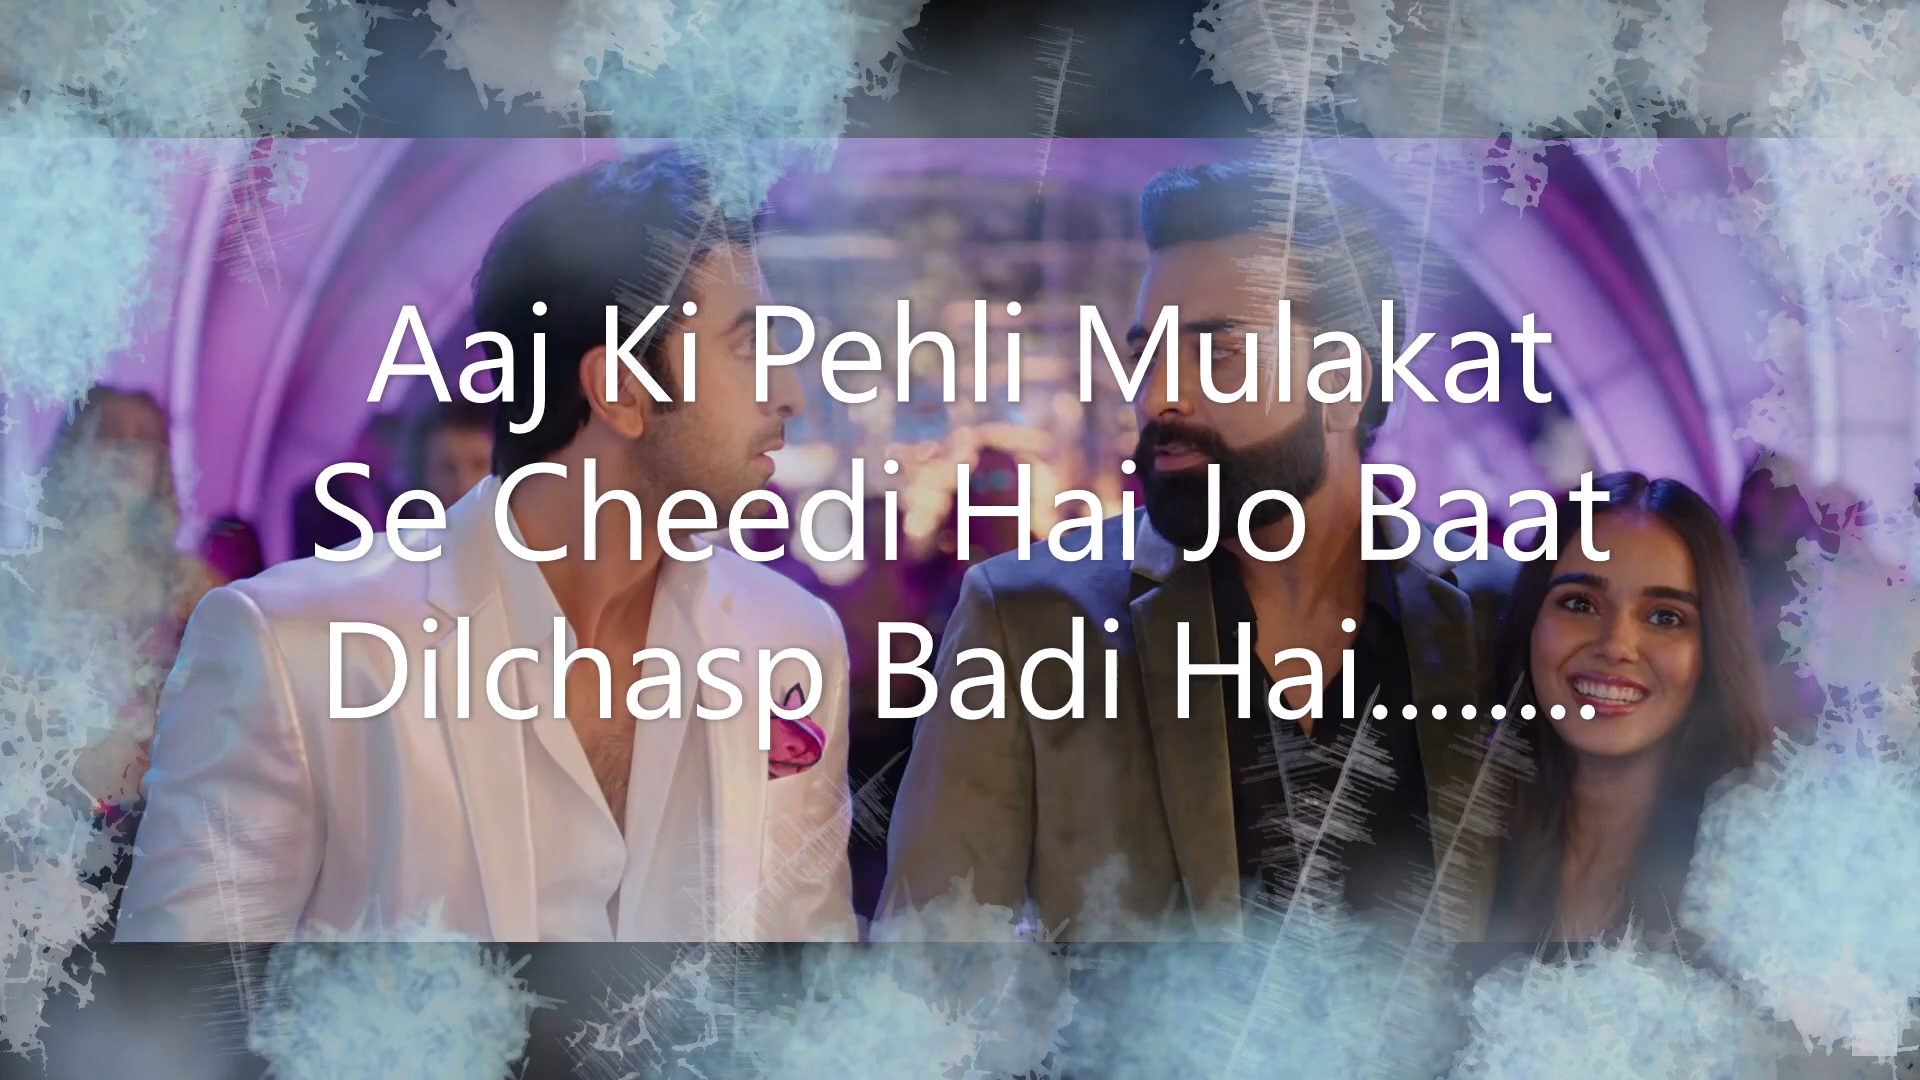 Aaj Ki Pehli Mulakat
Se Cheedi Hai Jo Baat
Dilchasp Badi Hai........